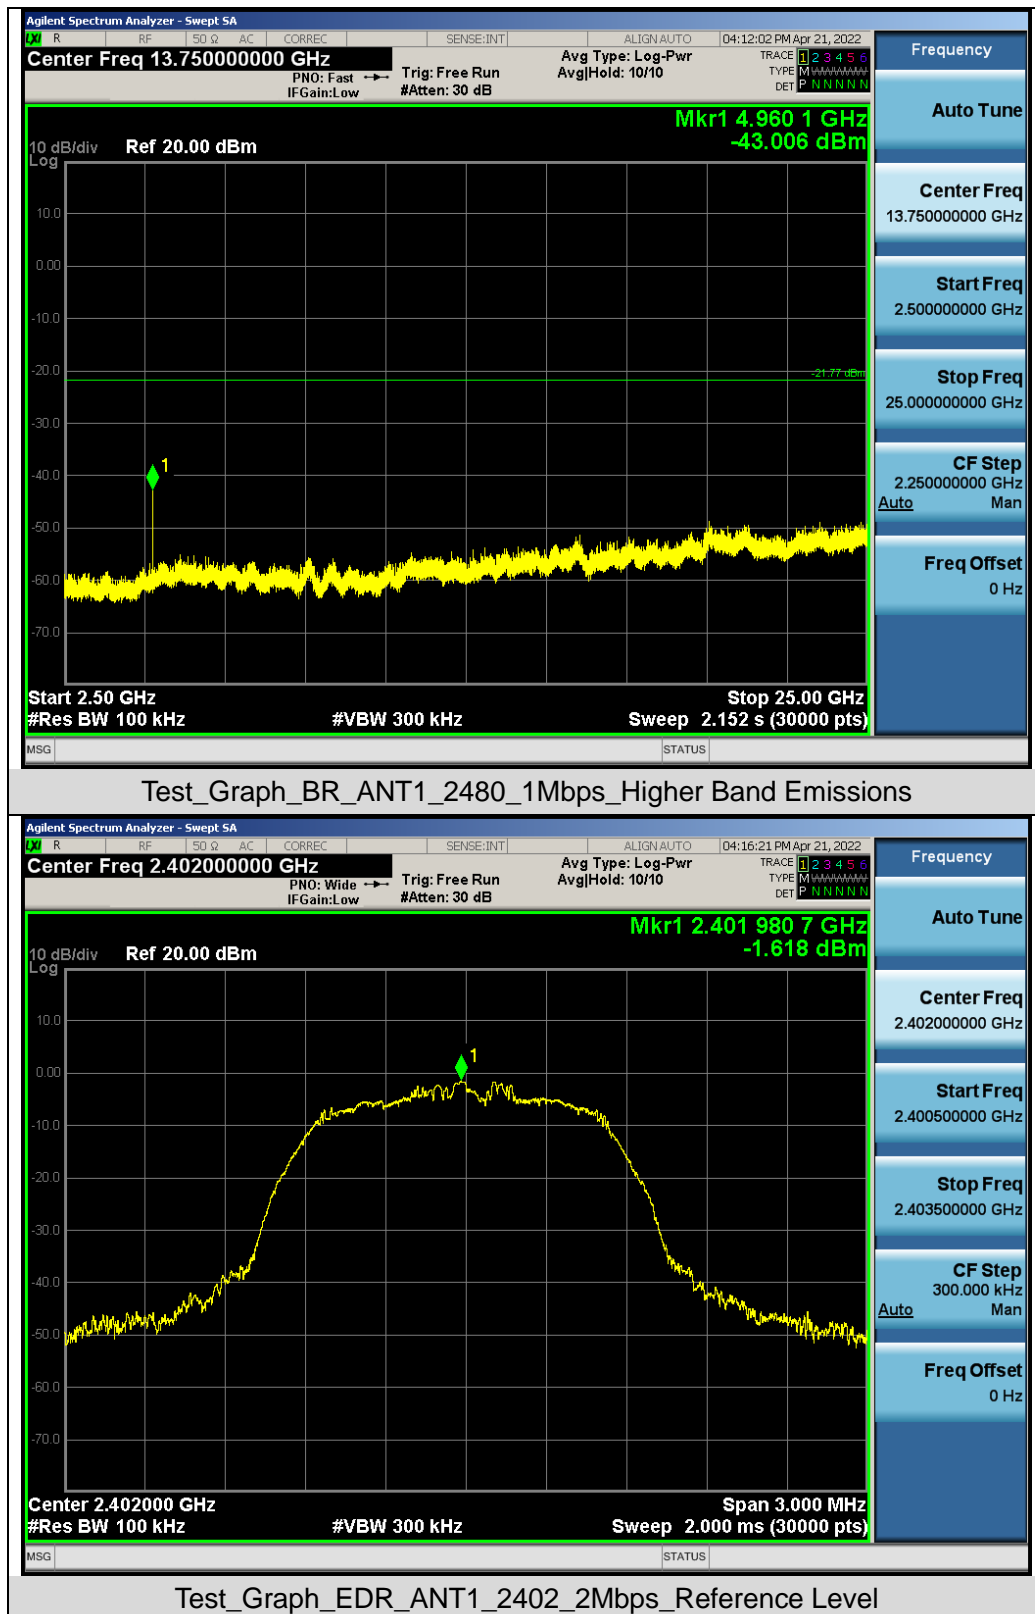 Agilent Spectrum Analyzer - Swept SA
LXI R RF 50 Ω AC CORREC SENSE:INT ALIGN AUTO 04:12:02 PM Apr 21, 2022
Center Freq 13.750000000 GHz
PNO: Fast
IFGain:Low
Trig: Free Run
#Atten: 30 dB
Avg Type: Log-Pwr
Avg|Hold: 10/10
TRACE 1 2 3 4 5 6
TYPE M
DET P N N N N N
Mkr1 4.960 1 GHz
-43.006 dBm
10 dB/div Ref 20.00 dBm
Log
10.0
0.00
-10.0
-20.0
-21.77 dBm
-30.0
1
-40.0
-50.0
-60.0
-70.0
Start 2.50 GHz Stop 25.00 GHz
#Res BW 100 kHz #VBW 300 kHz Sweep 2.152 s (30000 pts)
MSG STATUS
Frequency
Auto Tune
Center Freq
13.750000000 GHz
Start Freq
2.500000000 GHz
Stop Freq
25.000000000 GHz
CF Step
2.250000000 GHz
Auto Man
Freq Offset
0 Hz
Test_Graph_BR_ANT1_2480_1Mbps_Higher Band Emissions
Agilent Spectrum Analyzer - Swept SA
LXI R RF 50 Ω AC CORREC SENSE:INT ALIGN AUTO 04:16:21 PM Apr 21, 2022
Center Freq 2.402000000 GHz
PNO: Wide
IFGain:Low
Trig: Free Run
#Atten: 30 dB
Avg Type: Log-Pwr
Avg|Hold: 10/10
TRACE 1 2 3 4 5 6
TYPE M
DET P N N N N N
Mkr1 2.401 980 7 GHz
-1.618 dBm
10 dB/div Ref 20.00 dBm
Log
10.0
1
0.00
-10.0
-20.0
-30.0
-40.0
-50.0
-60.0
-70.0
Center 2.402000 GHz Span 3.000 MHz
#Res BW 100 kHz #VBW 300 kHz Sweep 2.000 ms (30000 pts)
MSG STATUS
Frequency
Auto Tune
Center Freq
2.402000000 GHz
Start Freq
2.400500000 GHz
Stop Freq
2.403500000 GHz
CF Step
300.000 kHz
Auto Man
Freq Offset
0 Hz
Test_Graph_EDR_ANT1_2402_2Mbps_Reference Level